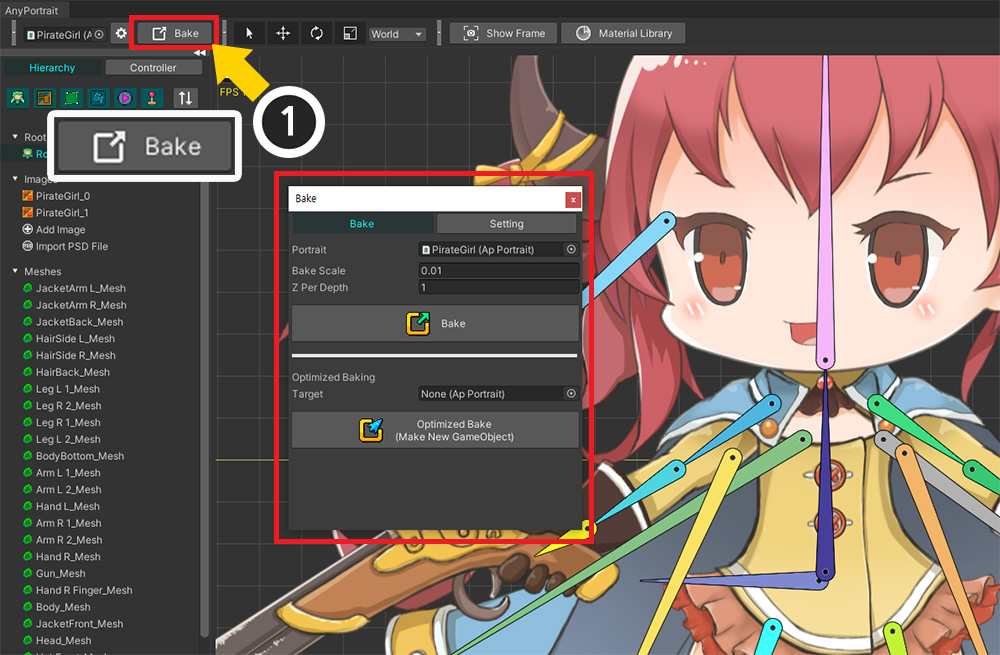 AnyPortrait
PirateGirl (A
Bake
World
Show Frame
Material Library
Hierarchy
Controller
FPS
1
Bake
Root
Ro
Images
PirateGirl_0
PirateGirl_1
Add Image
Import PSD File
Meshes
JacketArm L_Mesh
JacketArm R_Mesh
JacketBack_Mesh
HairSide L_Mesh
HairSide R_Mesh
HairBack_Mesh
Leg L 1_Mesh
Leg R 2_Mesh
Leg R 1_Mesh
Leg L 2_Mesh
BodyBottom_Mesh
Arm L 1_Mesh
Arm L 2_Mesh
Hand L_Mesh
Arm R 1_Mesh
Arm R 2_Mesh
Hand R_Mesh
Gun_Mesh
Hand R Finger_Mesh
Body_Mesh
JacketFront_Mesh
Head_Mesh
Bake
x
Bake
Setting
Portrait
PirateGirl (Ap Portrait)
Bake Scale
0.01
Z Per Depth
1
Bake
Optimized Baking
Target
None (Ap Portrait)
Optimized Bake
(Make New GameObject)